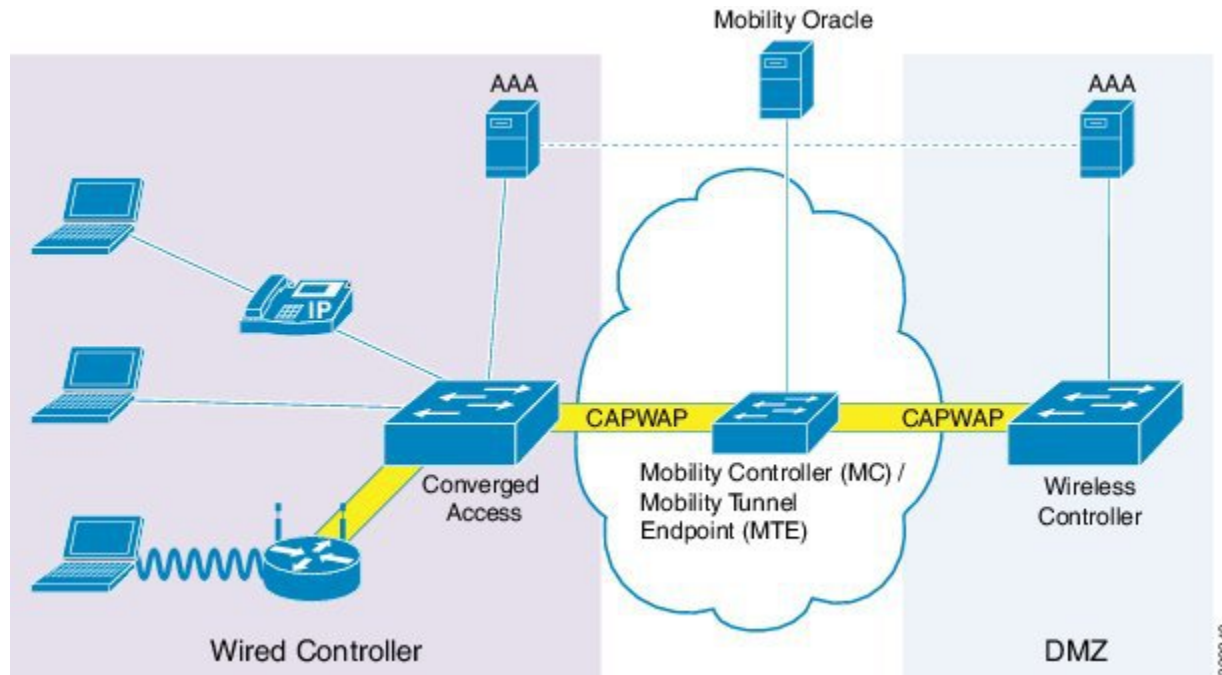 Mobility Oracle
AAA
AAA
IP
CAPWAP
CAPWAP
Converged
Access
Mobility Controller (MC) /
Mobility Tunnel
Endpoint (MTE)
Wireless
Controller
Wired Controller
DMZ